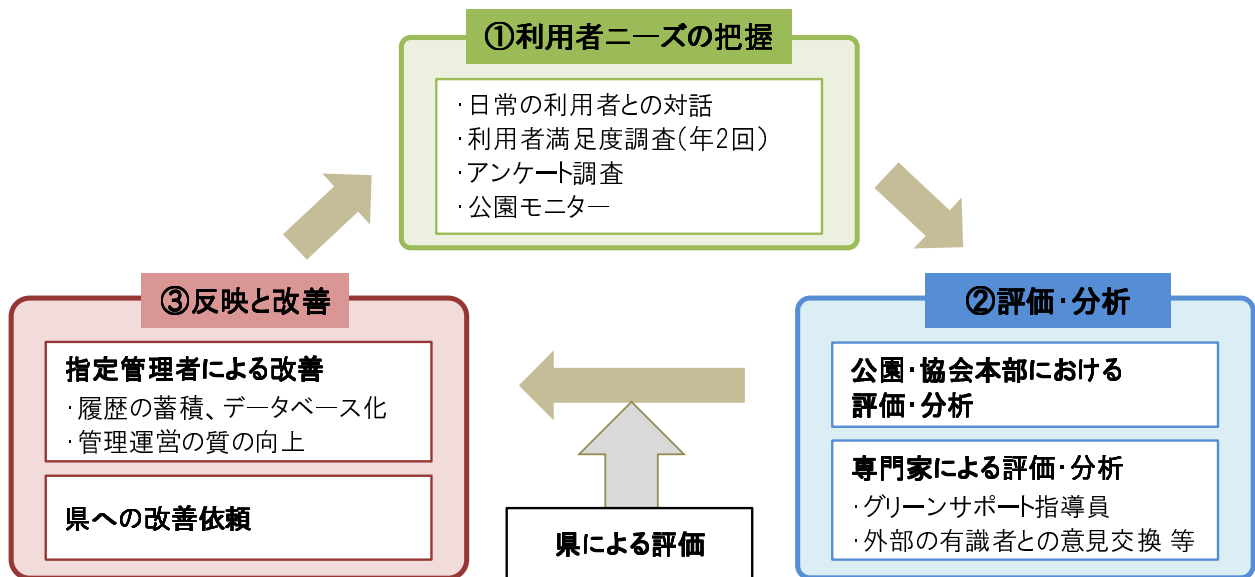 ①利用者ニーズの把握
・日常の利用者との対話
・利用者満足度調査(年2回)
・アンケート調査
・公園モニター
②評価・分析
公園・協会本部における
評価・分析
専門家による評価・分析
・グリーンサポート指導員
・外部の有識者との意見交換 等
③反映と改善
指定管理者による改善
・履歴の蓄積、データベース化
・管理運営の質の向上
県への改善依頼
県による評価